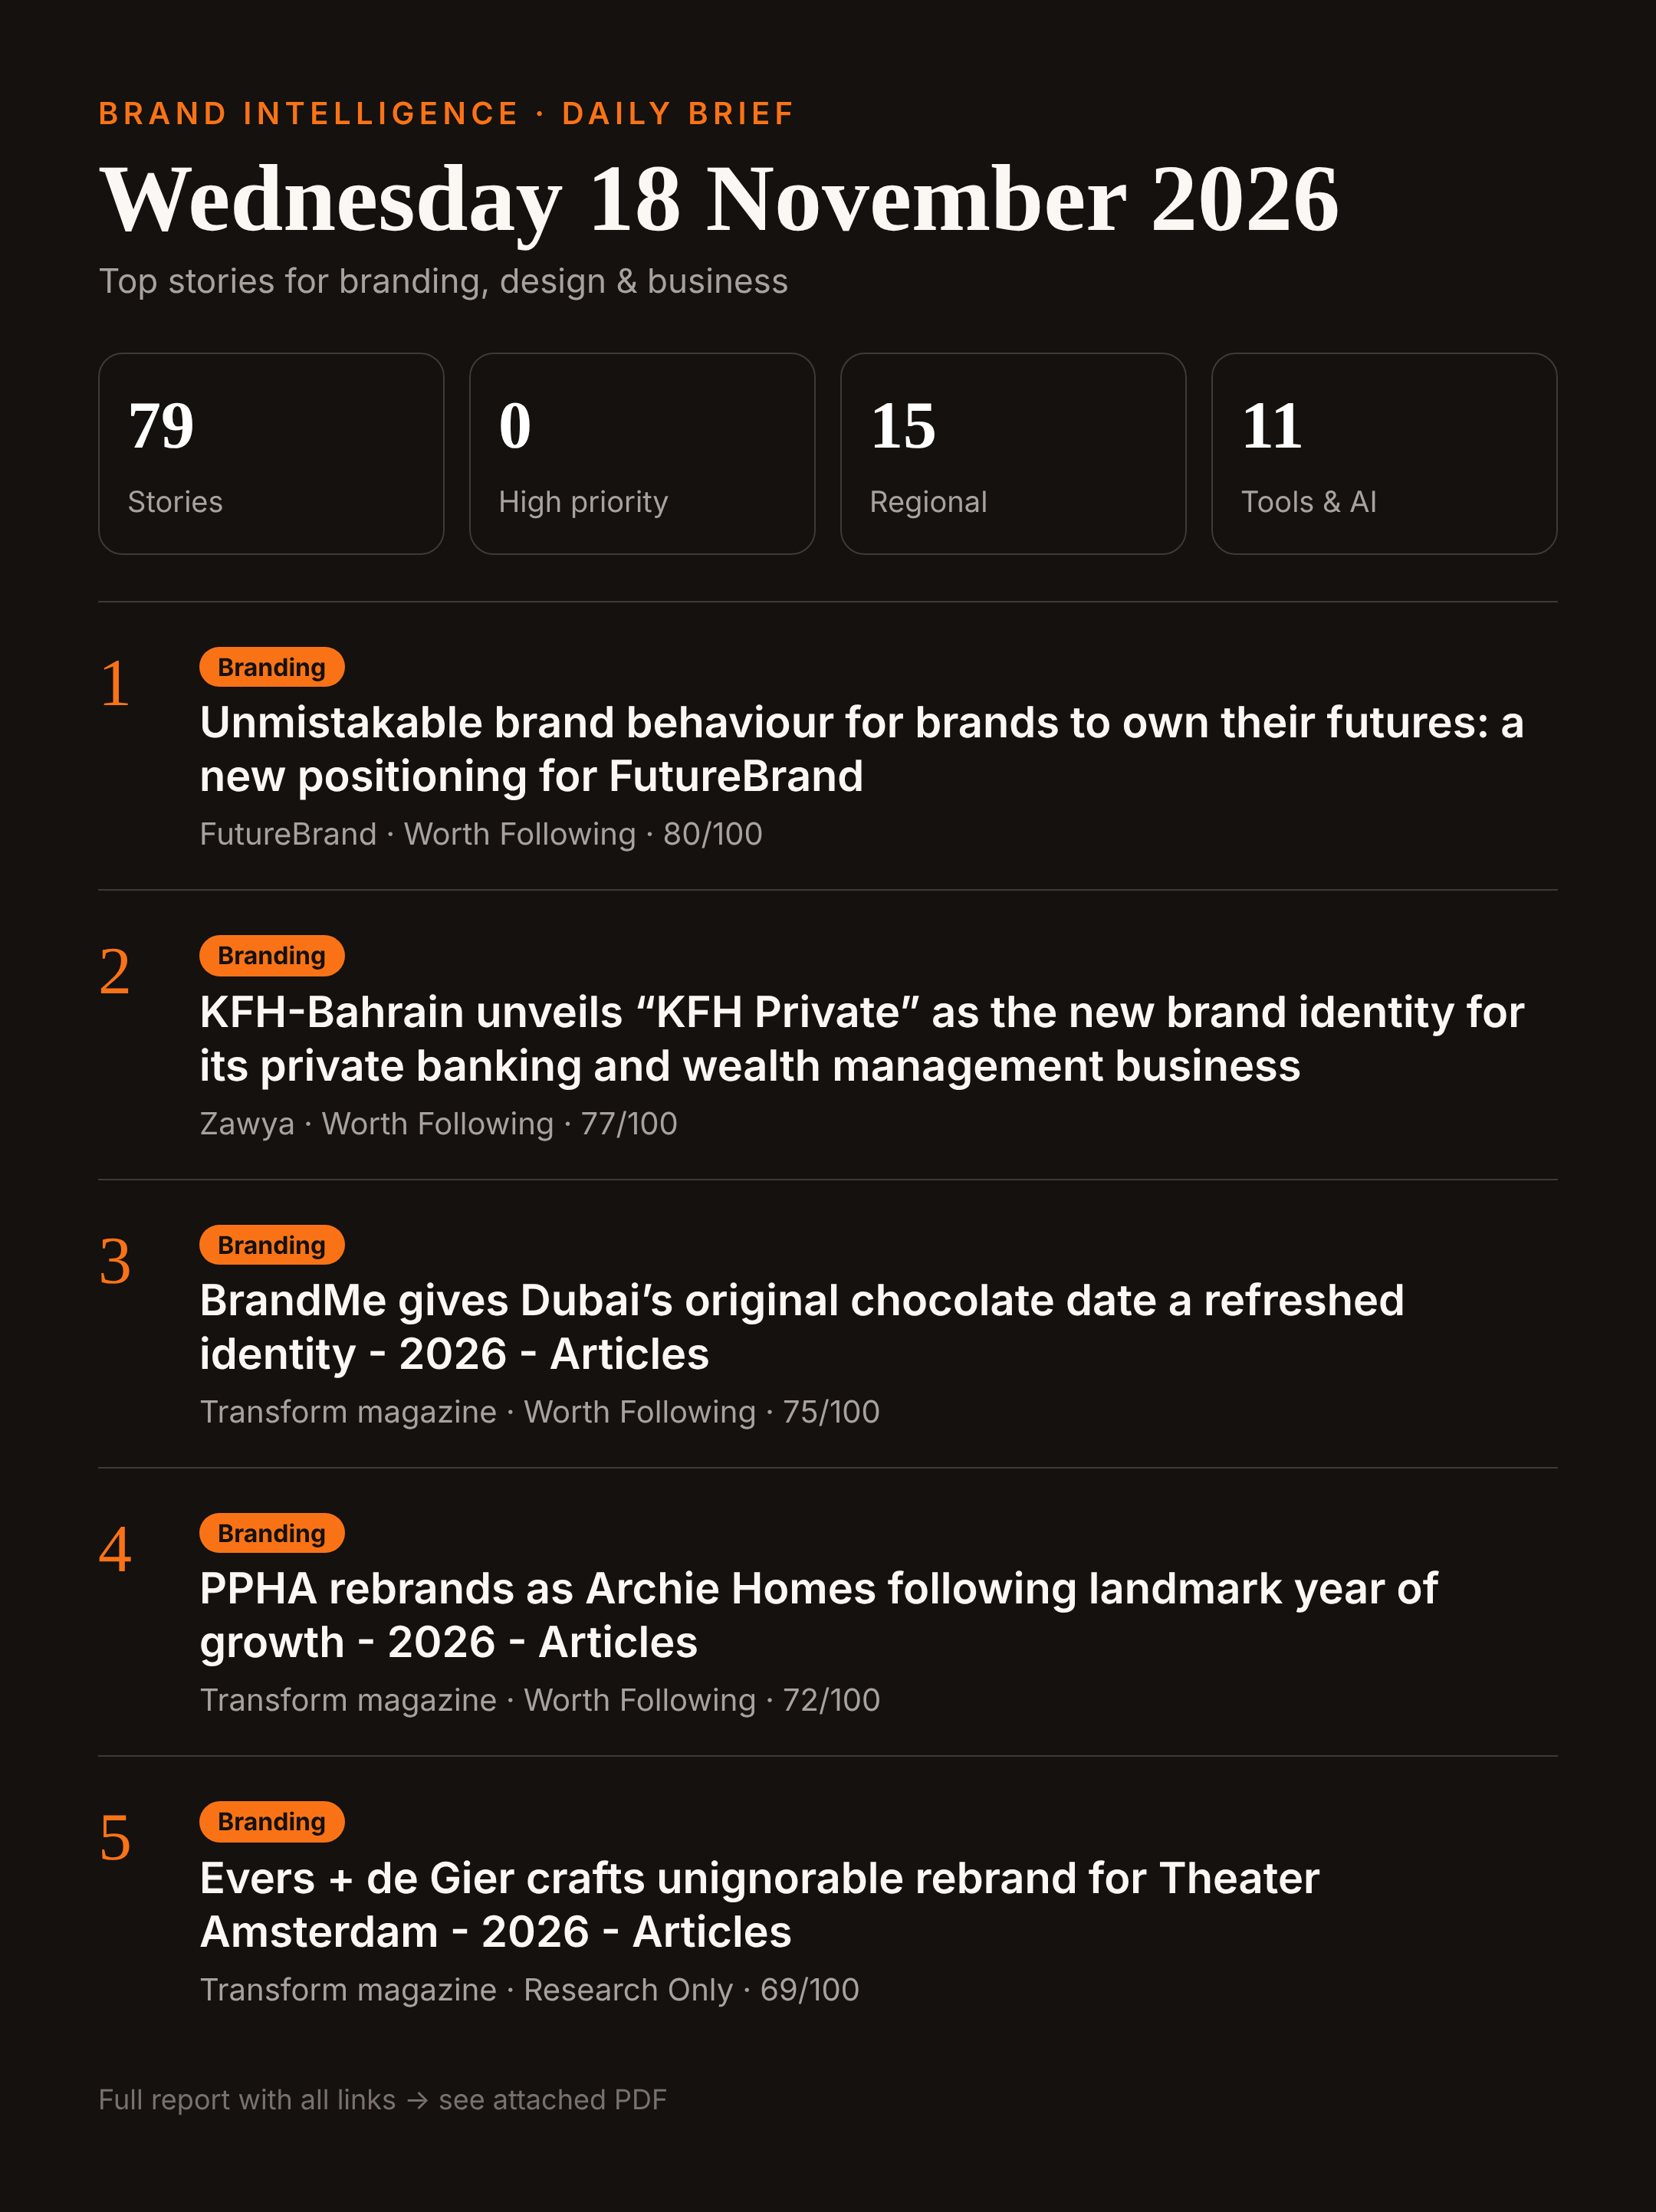 BRAND INTELLIGENCE · DAILY BRIEF
Wednesday 18 November 2026
Top stories for branding, design & business
79
Stories
0
High priority
15
Regional
11
Tools & AI
1
Branding
Unmistakable brand behaviour for brands to own their futures: a
new positioning for FutureBrand
FutureBrand · Worth Following · 80/100
2
Branding
KFH-Bahrain unveils “KFH Private” as the new brand identity for
its private banking and wealth management business
Zawya · Worth Following · 77/100
3
Branding
BrandMe gives Dubai’s original chocolate date a refreshed
identity - 2026 - Articles
Transform magazine · Worth Following · 75/100
4
Branding
PPHA rebrands as Archie Homes following landmark year of
growth - 2026 - Articles
Transform magazine · Worth Following · 72/100
5
Branding
Evers + de Gier crafts unignorable rebrand for Theater
Amsterdam - 2026 - Articles
Transform magazine · Research Only · 69/100
Full report with all links → see attached PDF